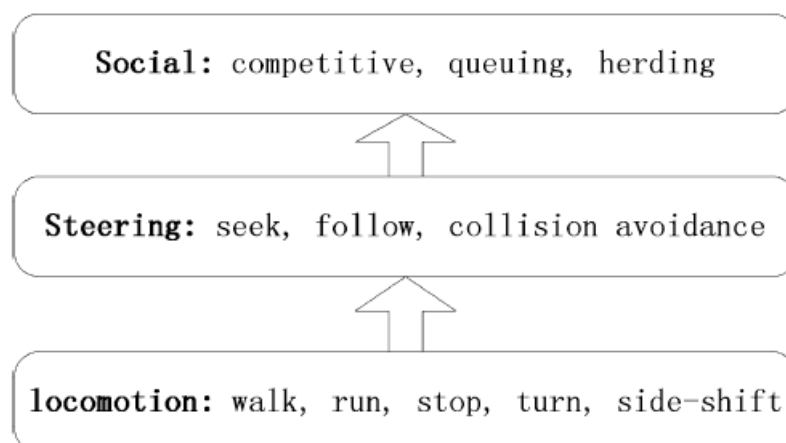 Social: competitive, queuing, herding
Steering: seek, follow, collision avoidance
locomotion: walk, run, stop, turn, side-shift